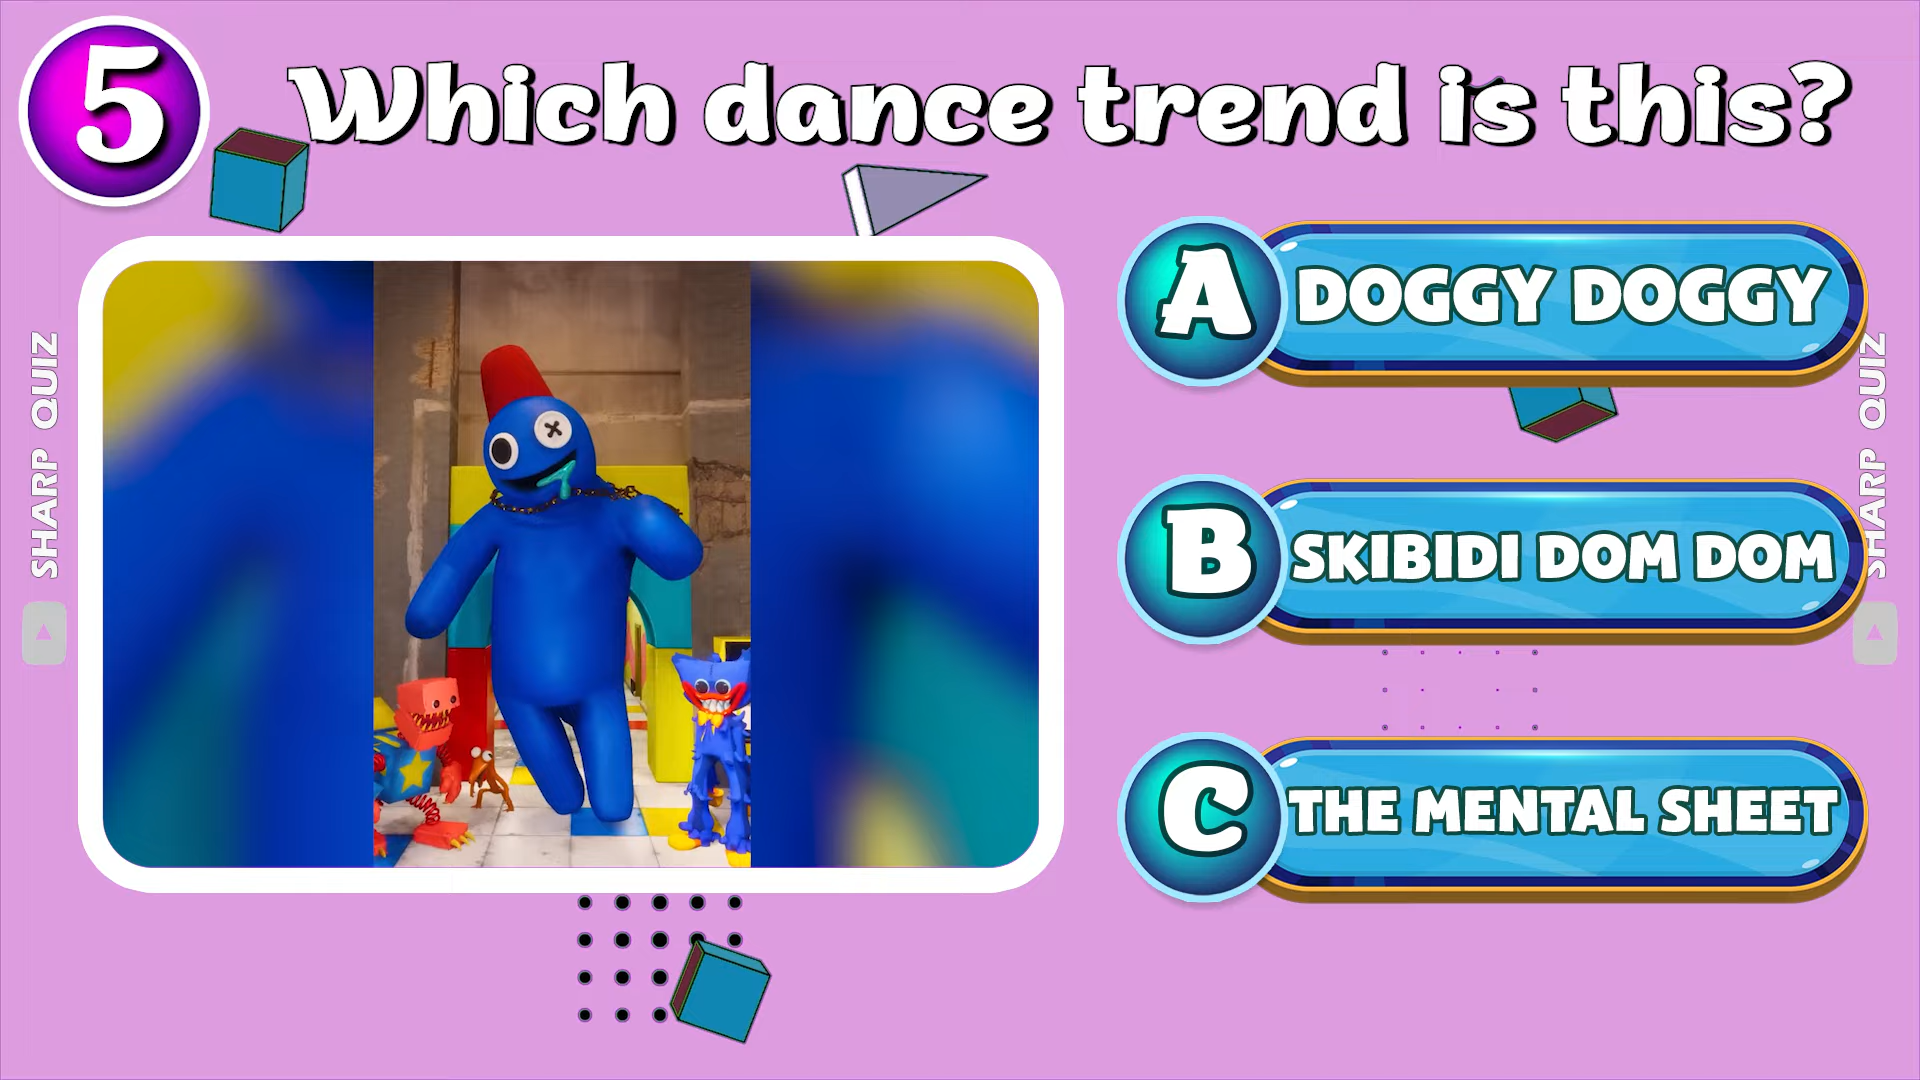 5
Which dance trend is this?
A DOGGY DOGGY
B SKIBIDI DOM DOM
C THE MENTAL SHEET
SHARP QUIZ
SHARP QUIZ